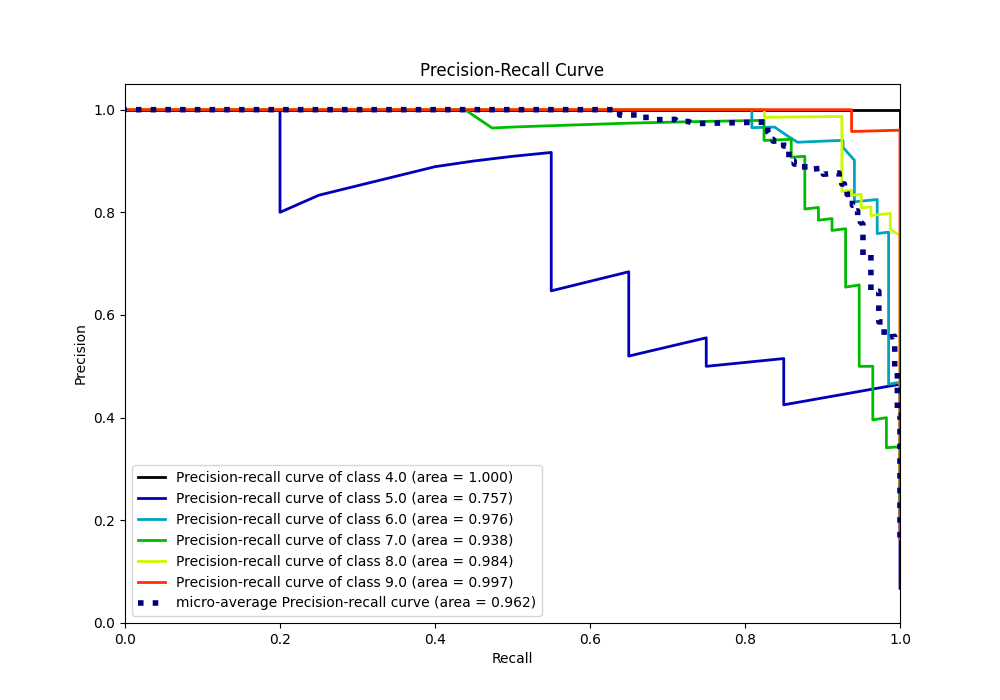 Precision-Recall Curve
1.0
0.8
0.6
0.4
0.2
0.0
Precision
Precision-recall curve of class 4.0 (area = 1.000)
Precision-recall curve of class 5.0 (area = 0.757)
Precision-recall curve of class 6.0 (area = 0.976)
Precision-recall curve of class 7.0 (area = 0.938)
Precision-recall curve of class 8.0 (area = 0.984)
Precision-recall curve of class 9.0 (area = 0.997)
micro-average Precision-recall curve (area = 0.962)
0.0 0.2 0.4 0.6 0.8 1.0
Recall